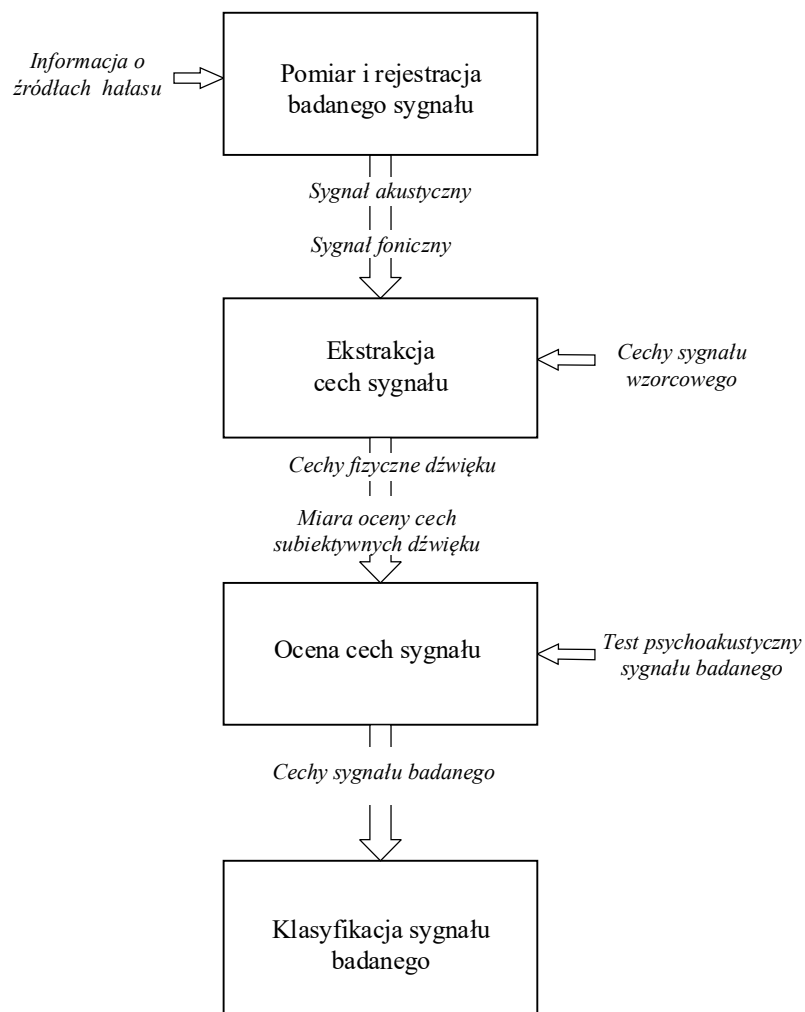 Informacja o
źródłach hałasu
Pomiar i rejestracja
badanego sygnału
Sygnał akustyczny
Sygnał foniczny
Ekstrakcja
cech sygnału
Cechy sygnału
wzorcowego
Cechy fizyczne dźwięku
Miara oceny cech
subiektywnych dźwięku
Ocena cech sygnału
Test psychoakustyczny
sygnału badanego
Cechy sygnału badanego
Klasyfikacja sygnału
badanego